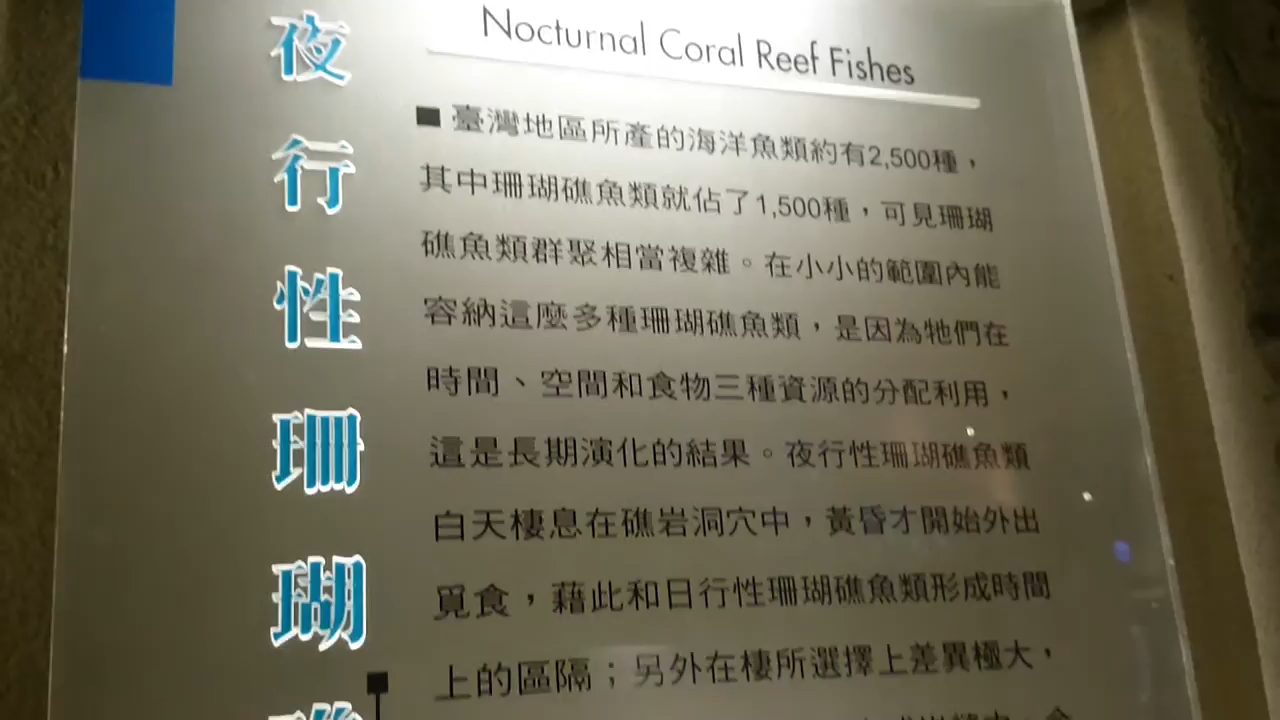 夜行性珊瑚
Nocturnal Coral Reef Fishes
■臺灣地區所產的海洋魚類約有2,500種，
其中珊瑚礁魚類就佔了1,500種，可見珊瑚
礁魚類群聚相當複雜。在小小的範圍內能
容納這麼多種珊瑚礁魚類，是因為牠們在
時間、空間和食物三種資源的分配利用，
這是長期演化的結果。夜行性珊瑚礁魚類
白天棲息在礁岩洞穴中，黃昏才開始外出
覓食，藉此和日行性珊瑚礁魚類形成時間
上的區隔；另外在棲所選擇上差異極大，